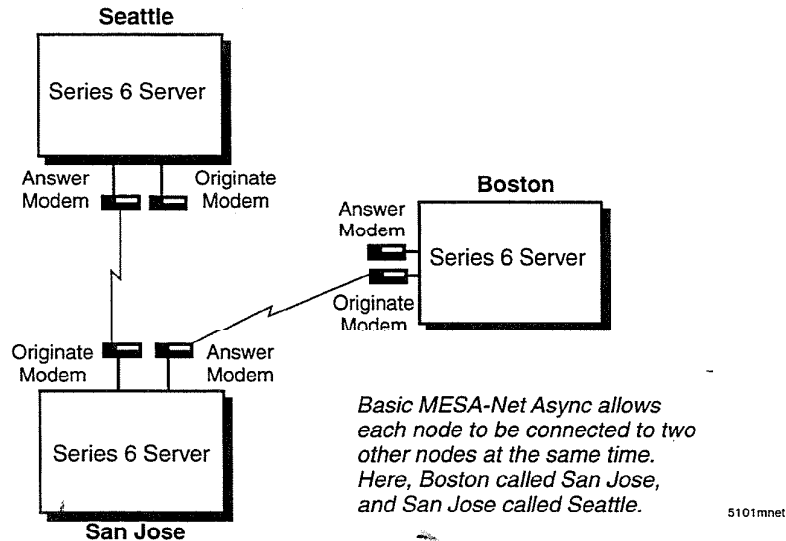 Seattle
Series 6 Server
Answer
Modem
Originate
Modem
Boston
Answer
Modem
Series 6 Server
Originate
Modem
Originate
Modem
Answer
Modem
Series 6 Server
San Jose
Basic MESA-Net Async allows
each node to be connected to two
other nodes at the same time.
Here, Boston called San Jose,
and San Jose called Seattle.
5101mnet